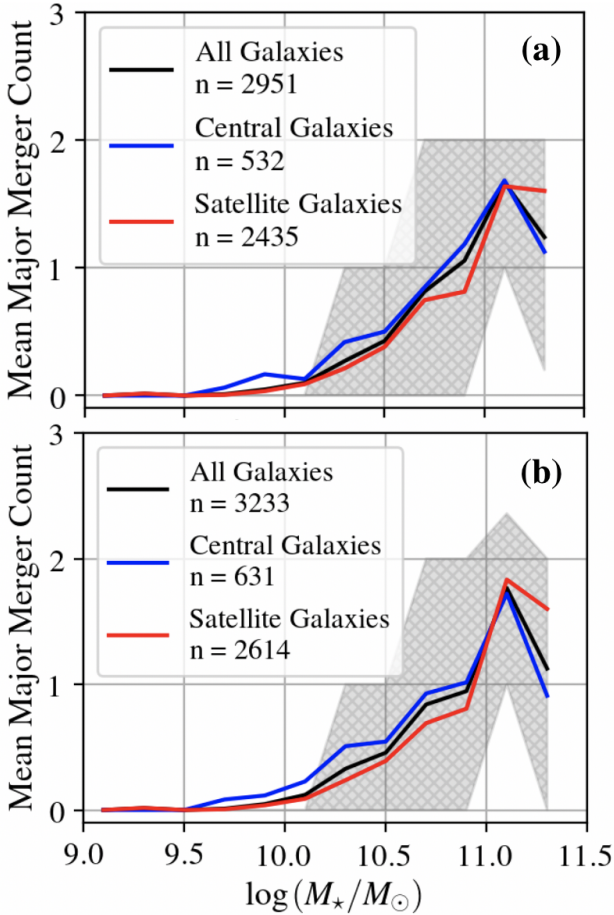 3
2
1
0
Mean Major Merger Count
(a)
All Galaxies
n = 2951
Central Galaxies
n = 532
Satellite Galaxies
n = 2435
3
2
1
0
Mean Major Merger Count
(b)
All Galaxies
n = 3233
Central Galaxies
n = 631
Satellite Galaxies
n = 2614
9.0 9.5 10.0 10.5 11.0 11.5
log (M⋆/M⊙)